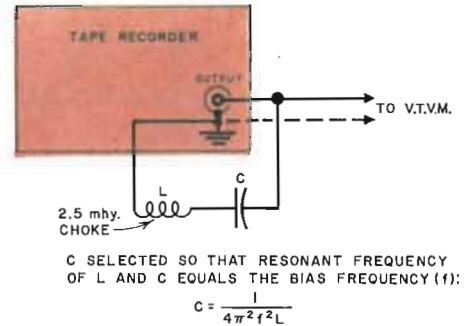 TAPE RECORDER
OUTPUT
TO V.T.V.M.
C
L
2.5 mhy.
CHOKE
C SELECTED SO THAT RESONANT FREQUENCY
OF L AND C EQUALS THE BIAS FREQUENCY (f):
C = 1 / 4π²f²L